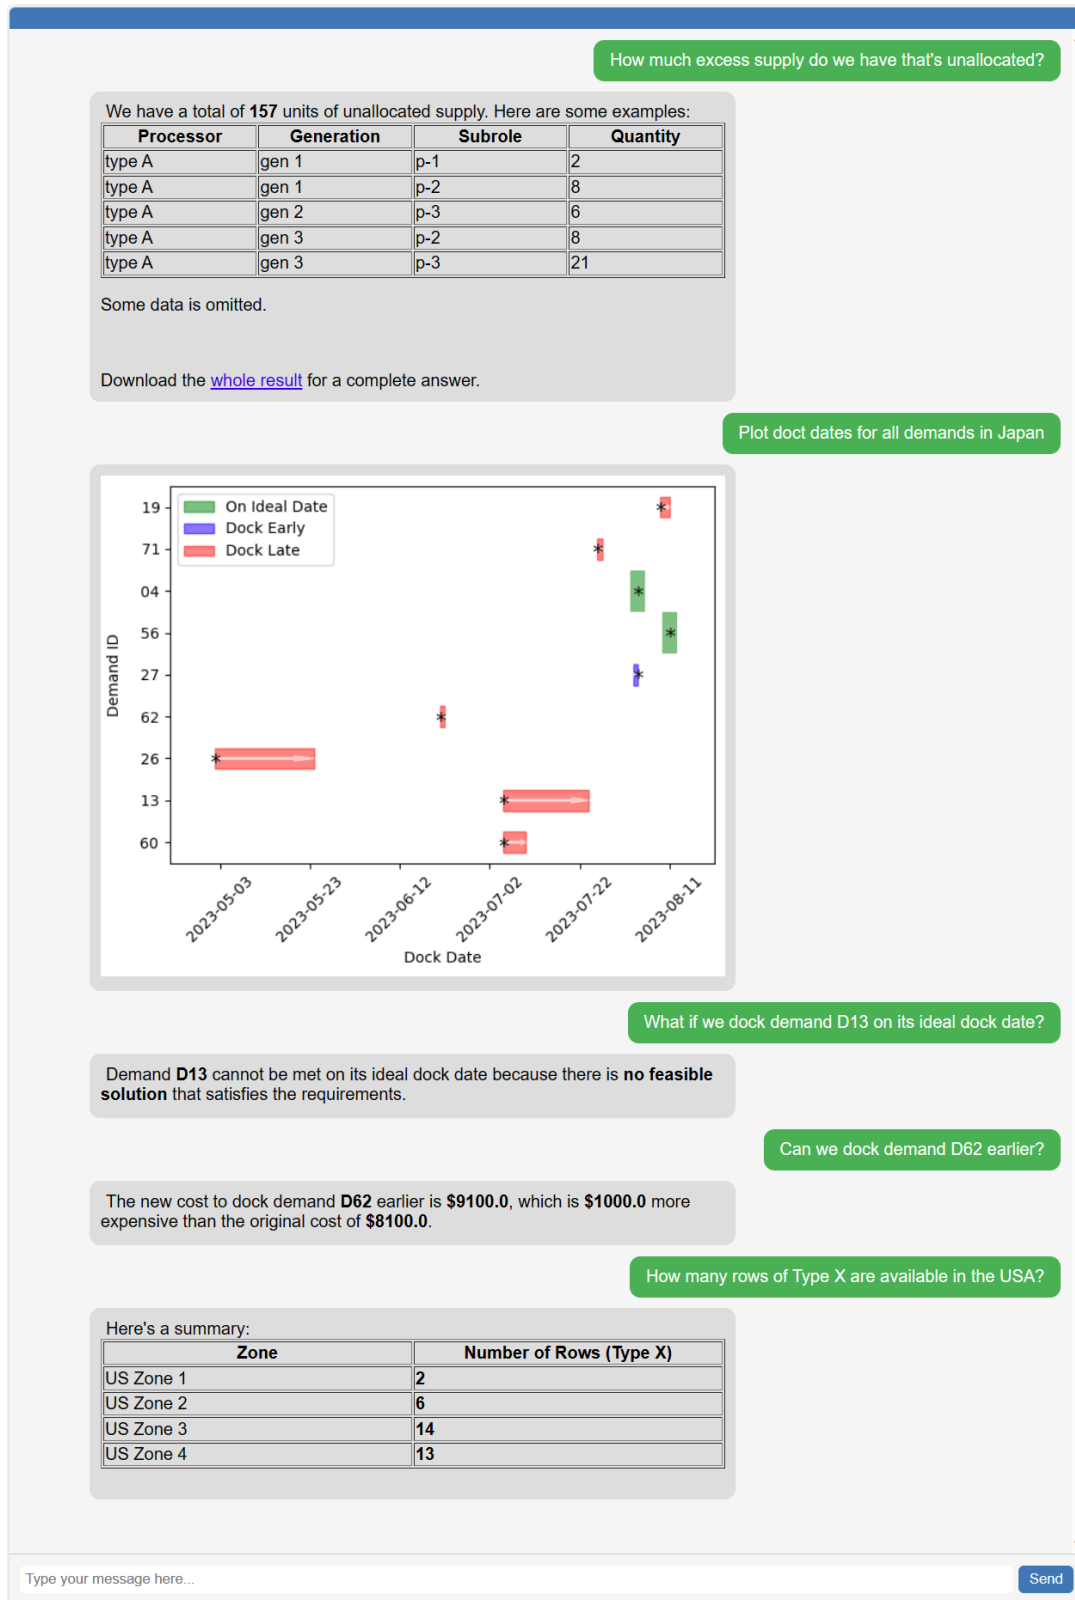 How much excess supply do we have that's unallocated?
We have a total of 157 units of unallocated supply. Here are some examples:
Processor Generation Subrole Quantity
type A gen 1 p-1 2
type A gen 1 p-2 8
type A gen 2 p-3 6
type A gen 3 p-2 8
type A gen 3 p-3 21
Some data is omitted.
Download the whole result for a complete answer.
Plot doct dates for all demands in Japan
On Ideal Date
Dock Early
Dock Late
Demand ID
19
71
04
56
27
62
26
13
60
2023-05-03
2023-05-23
2023-06-12
2023-07-02
2023-07-22
2023-08-11
Dock Date
What if we dock demand D13 on its ideal dock date?
Demand D13 cannot be met on its ideal dock date because there is no feasible
solution that satisfies the requirements.
Can we dock demand D62 earlier?
The new cost to dock demand D62 earlier is $9100.0, which is $1000.0 more
expensive than the original cost of $8100.0.
How many rows of Type X are available in the USA?
Here's a summary:
Zone Number of Rows (Type X)
US Zone 1 2
US Zone 2 6
US Zone 3 14
US Zone 4 13
Type your message here...
Send